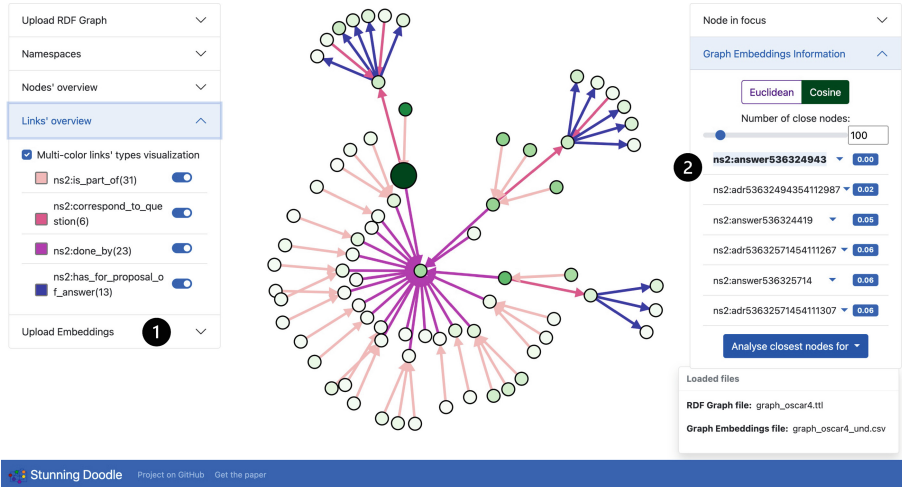 Upload RDF Graph
Namespaces
Nodes' overview
Links' overview
Multi-color links' types visualization
ns2:is_part_of(31)
ns2:correspond_to_que
stion(6)
ns2:done_by(23)
ns2:has_for_proposal_o
f_answer(13)
Upload Embeddings
1
Node in focus
Graph Embeddings Information
Euclidean Cosine
Number of close nodes:
100
2
ns2:answer536324943 0.00
ns2:adr53632494354112987 0.02
ns2:answer536324419 0.05
ns2:adr53632571454111267 0.06
ns2:answer536325714 0.06
ns2:adr53632571454111307 0.06
Analyse closest nodes for
Loaded files
RDF Graph file: graph_oscar4.ttl
Graph Embeddings file: graph_oscar4_und.csv
Stunning Doodle Project on GitHub Get the paper